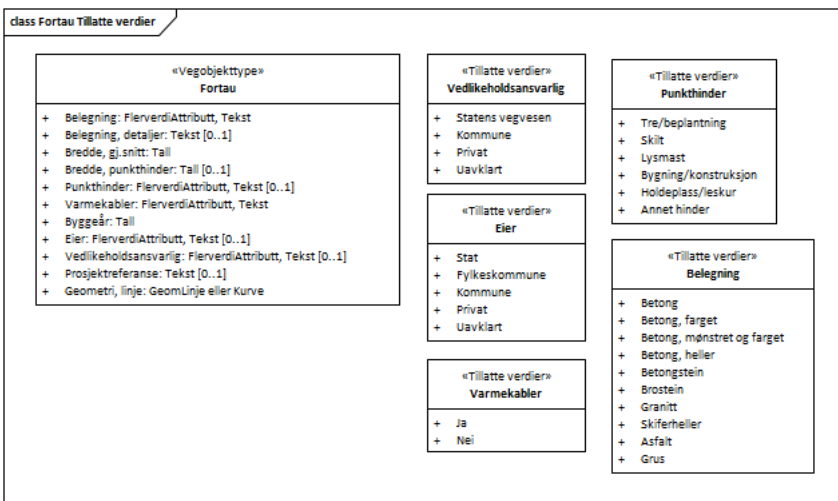 class Fortau Tillatte verdier
«Vegobjekttype»
Fortau
+ Belegning: FlerverdiAttributt, Tekst
+ Belegning, detaljer: Tekst [0..1]
+ Bredde, gj.snitt: Tall
+ Bredde, punkthinder: Tall [0..1]
+ Punkthinder: FlerverdiAttributt, Tekst [0..1]
+ Varmekabler: FlerverdiAttributt, Tekst
+ Byggeår: Tall
+ Eier: FlerverdiAttributt, Tekst [0..1]
+ Vedlikeholdsansvarlig: FlerverdiAttributt, Tekst [0..1]
+ Prosjektreferanse: Tekst [0..1]
+ Geometri, linje: GeomLinje eller Kurve
«Tillatte verdier»
Vedlikeholdsansvarlig
+ Statens vegvesen
+ Kommune
+ Privat
+ Uavklart
«Tillatte verdier»
Eier
+ Stat
+ Fylkeskommune
+ Kommune
+ Privat
+ Uavklart
«Tillatte verdier»
Varmekabler
+ Ja
+ Nei
«Tillatte verdier»
Punkthinder
+ Tre/beplantning
+ Skilt
+ Lysmast
+ Bygning/konstruksjon
+ Holdeplass/leskur
+ Annet hinder
«Tillatte verdier»
Belegning
+ Betong
+ Betong, farget
+ Betong, mønstret og farget
+ Betong, heller
+ Betongstein
+ Brostein
+ Granitt
+ Skiferheller
+ Asfalt
+ Grus